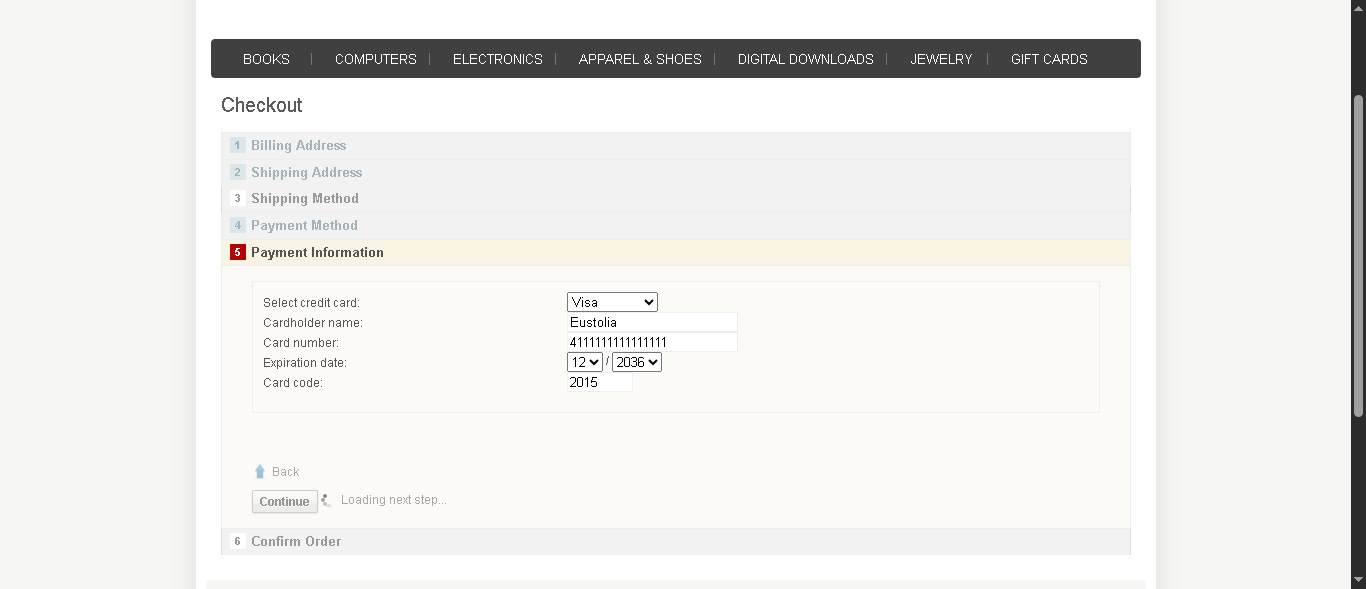 BOOKS COMPUTERS ELECTRONICS APPAREL & SHOES DIGITAL DOWNLOADS JEWELRY GIFT CARDS
Checkout
1 Billing Address
2 Shipping Address
3 Shipping Method
4 Payment Method
5 Payment Information
Select credit card: Visa
Cardholder name: Eustolia
Card number: 4111111111111111
Expiration date: 12 / 2036
Card code: 2015
Back
Continue Loading next step...
6 Confirm Order